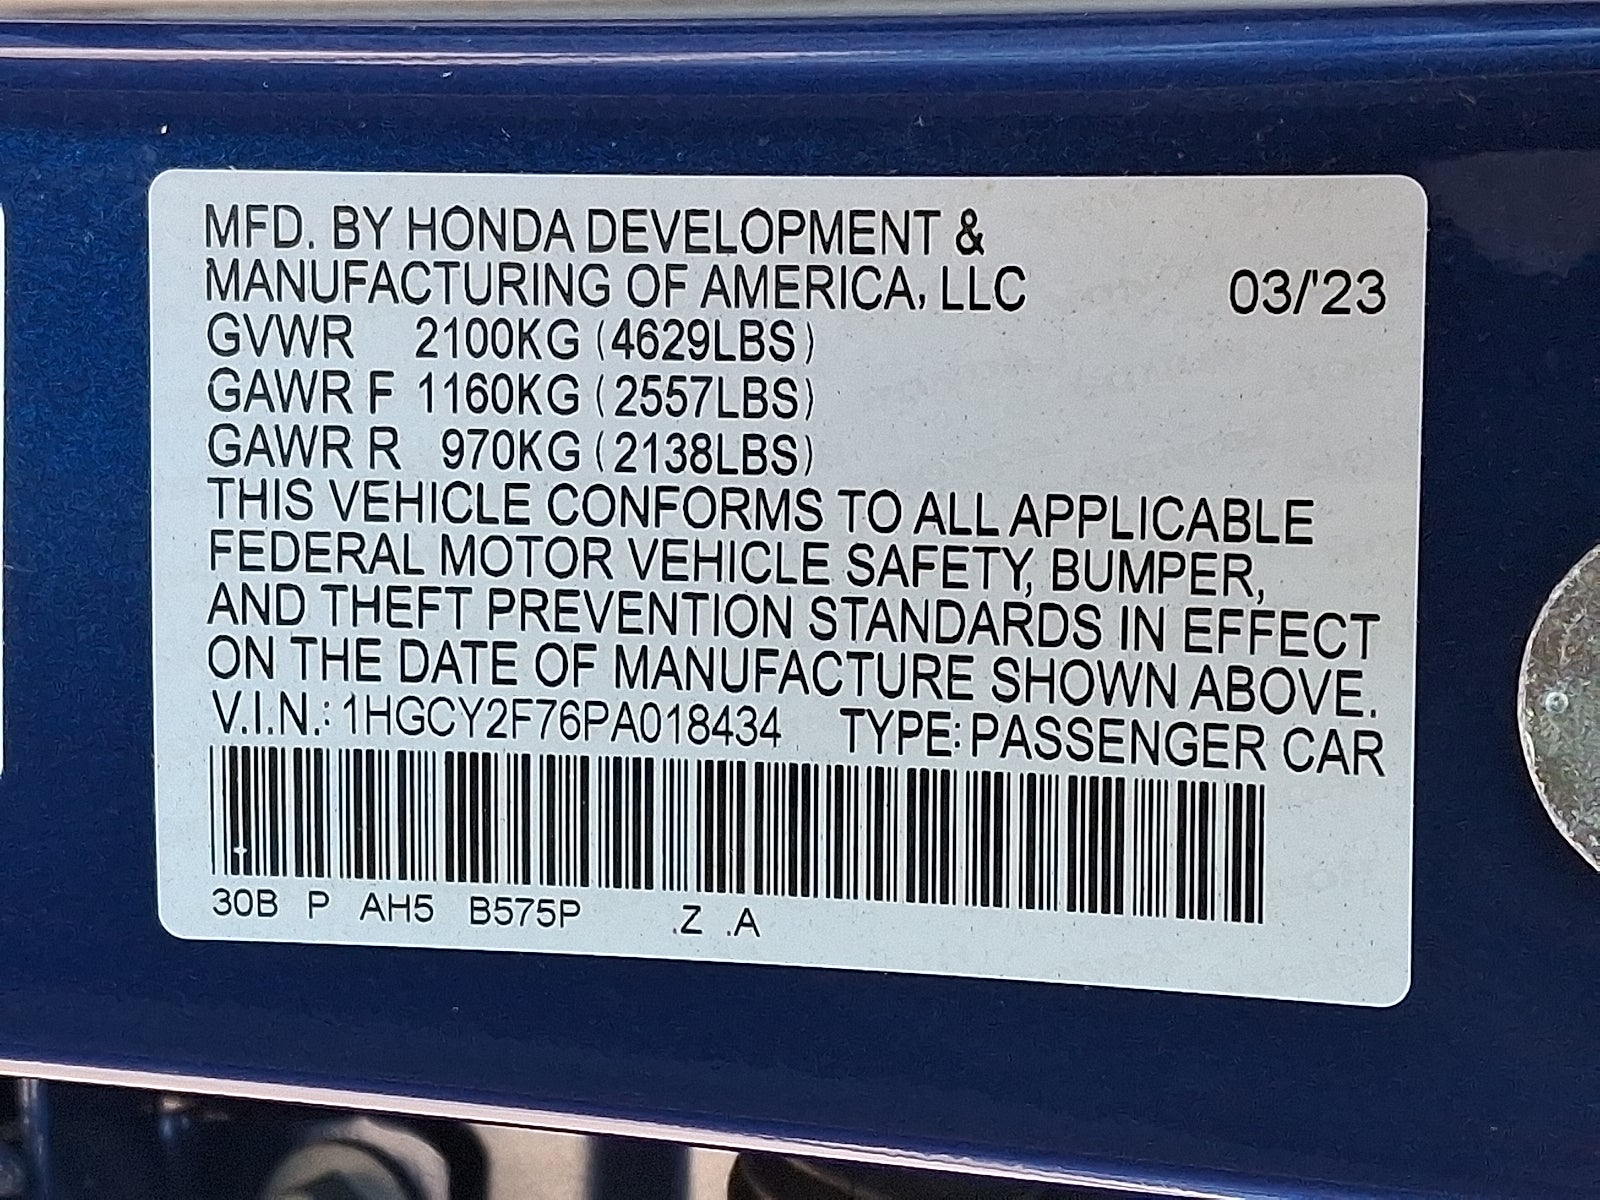 MFD. BY HONDA DEVELOPMENT &
MANUFACTURING OF AMERICA, LLC 03/'23
GVWR 2100KG (4629LBS)
GAWR F 1160KG (2557LBS)
GAWR R 970KG (2138LBS)
THIS VEHICLE CONFORMS TO ALL APPLICABLE
FEDERAL MOTOR VEHICLE SAFETY, BUMPER,
AND THEFT PREVENTION STANDARDS IN EFFECT
ON THE DATE OF MANUFACTURE SHOWN ABOVE.
V.I.N.: 1HGCY2F76PA018434 TYPE: PASSENGER CAR
30B P AH5 B575P .Z .A